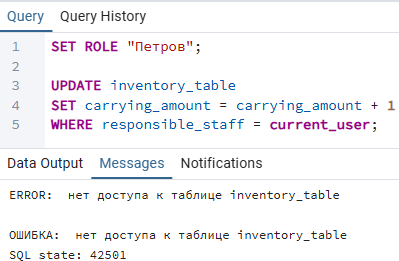 Query Query History
1 SET ROLE "Петров";
2
3 UPDATE inventory_table
4 SET carrying_amount = carrying_amount + 1
5 WHERE responsible_staff = current_user;
Data Output Messages Notifications
ERROR:  нет доступа к таблице inventory_table
ОШИБКА:  нет доступа к таблице inventory_table
SQL state: 42501